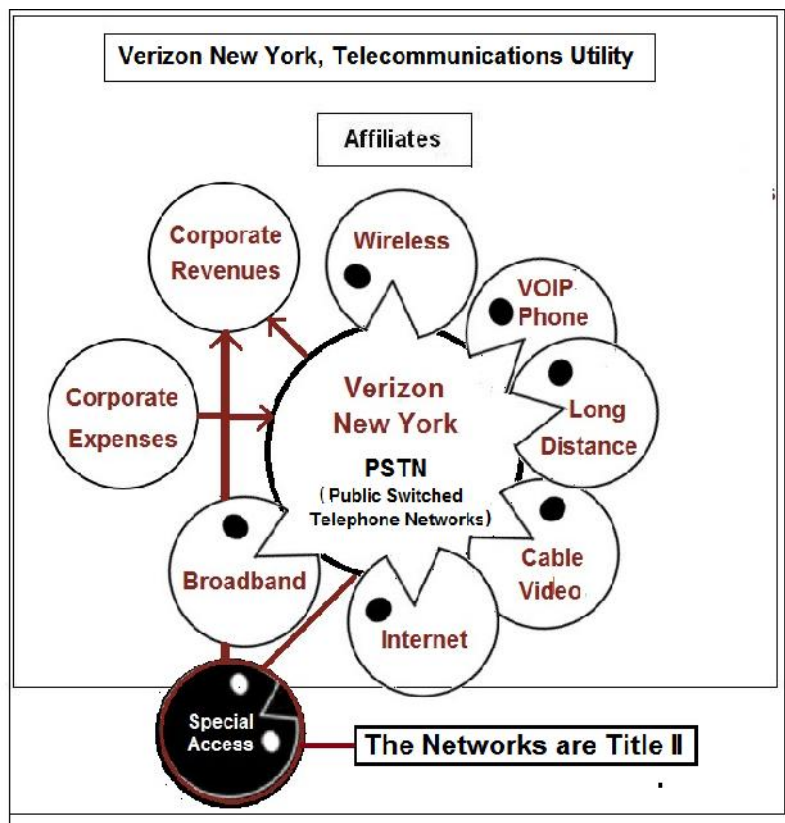 Verizon New York, Telecommunications Utility
Affiliates
Corporate
Revenues
Wireless
VOIP
Phone
Corporate
Expenses
Verizon
New York
PSTN
( Public Switched
Telephone Networks)
Long
Distance
Broadband
Cable
Video
Internet
Special
Access
The Networks are Title II